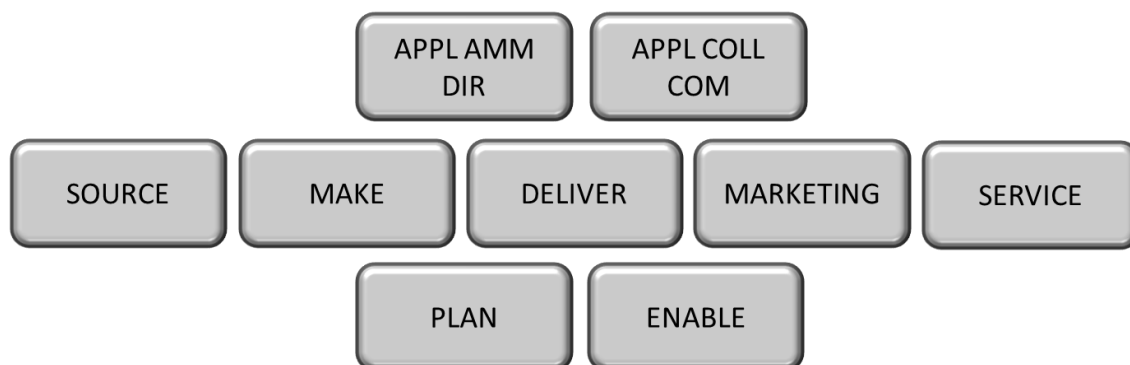 APPL AMM
DIR
APPL COLL
COM
SOURCE
MAKE
DELIVER
MARKETING
SERVICE
PLAN
ENABLE